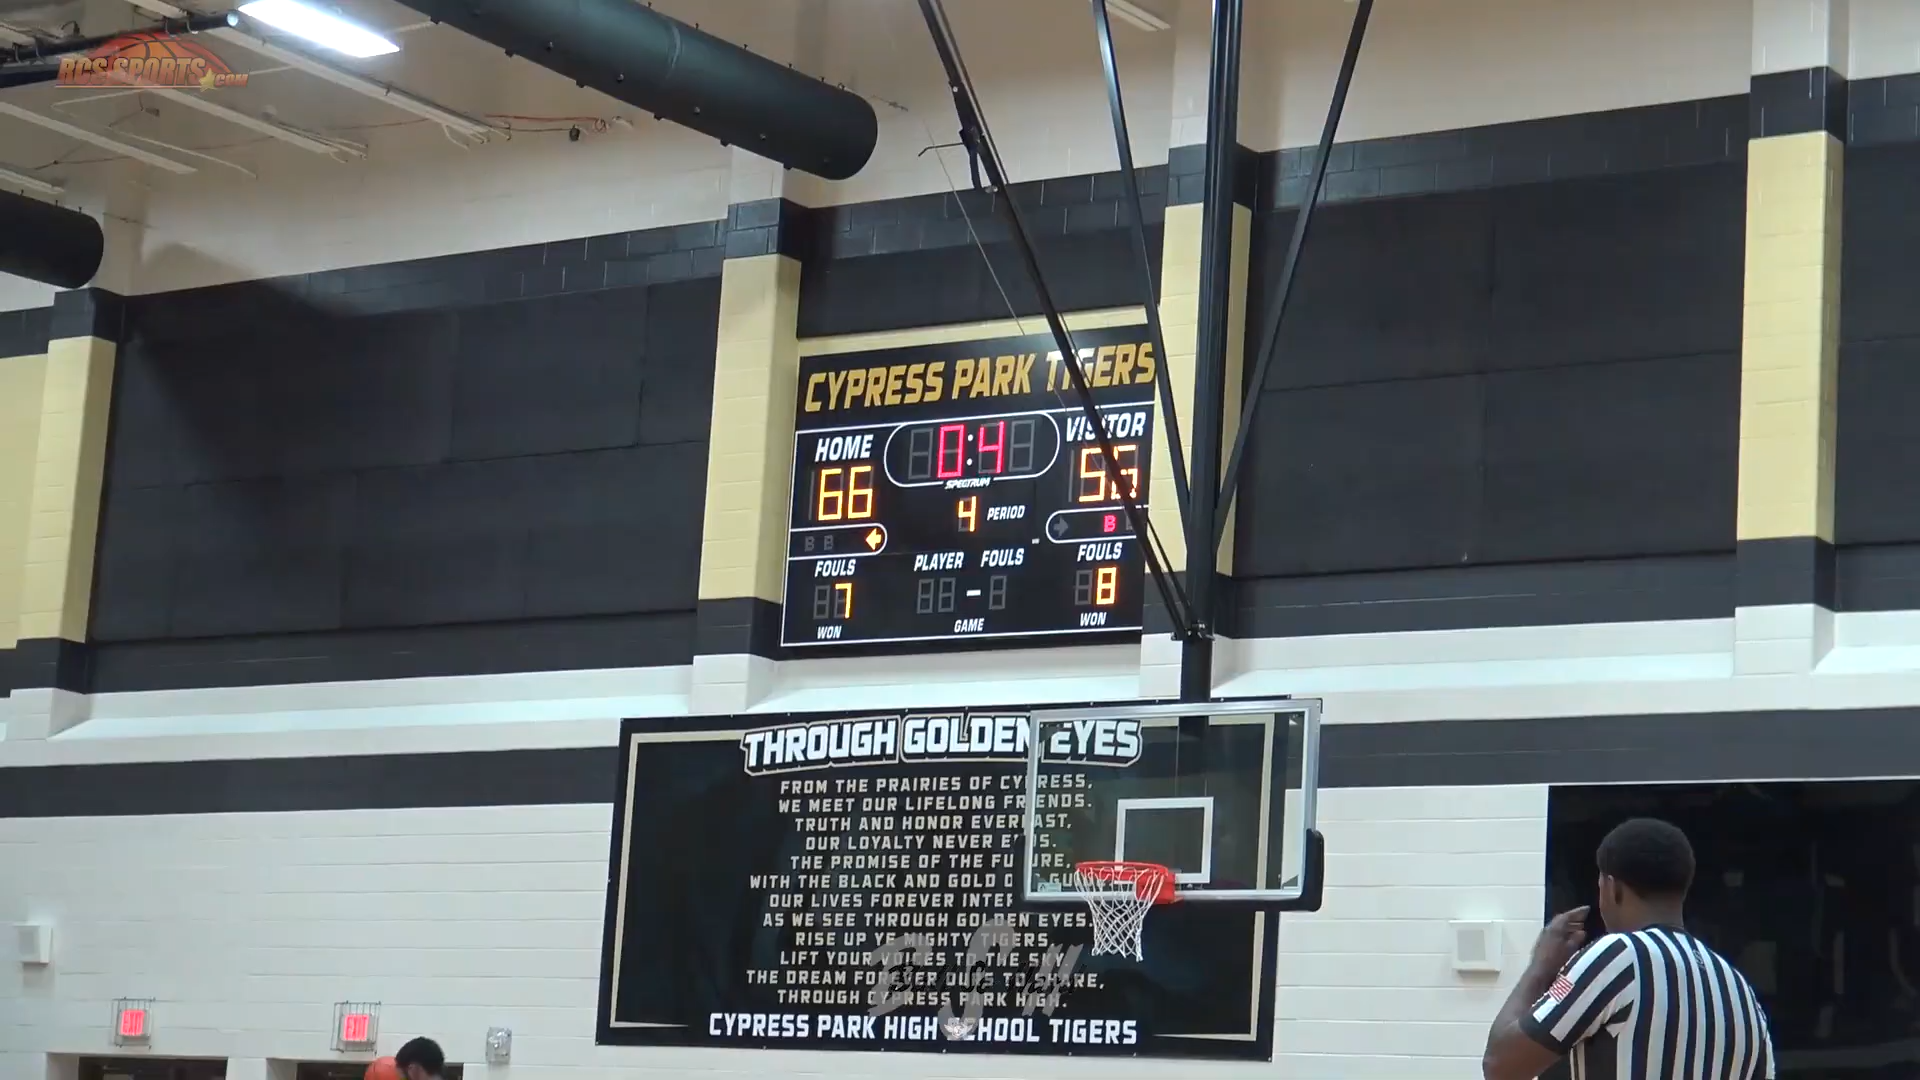 RCSSPORTS.COM
CYPRESS PARK TIGERS
HOME
0:4
VISITOR
66
SPECTRUM
56
4 PERIOD
B B
B
FOULS
PLAYER FOULS
FOULS
7
8
WON
GAME
WON
THROUGH GOLDEN EYES
FROM THE PRAIRIES OF CYPRESS,
WE MEET OUR LIFELONG FRIENDS.
TRUTH AND HONOR EVERLAST,
OUR LOYALTY NEVER ENDS.
THE PROMISE OF THE FUTURE,
WITH THE BLACK AND GOLD
OUR LIVES FOREVER
AS WE SEE THROUGH GOLDEN EYES.
RISE UP YE MIGHTY TIGERS
LIFT YOUR VOICES TO THE SKY.
THE DREAM FOREVER OURS TO SHARE,
THROUGH CYPRESS PARK HIGH.
CYPRESS PARK HIGH SCHOOL TIGERS
EXIT
EXIT